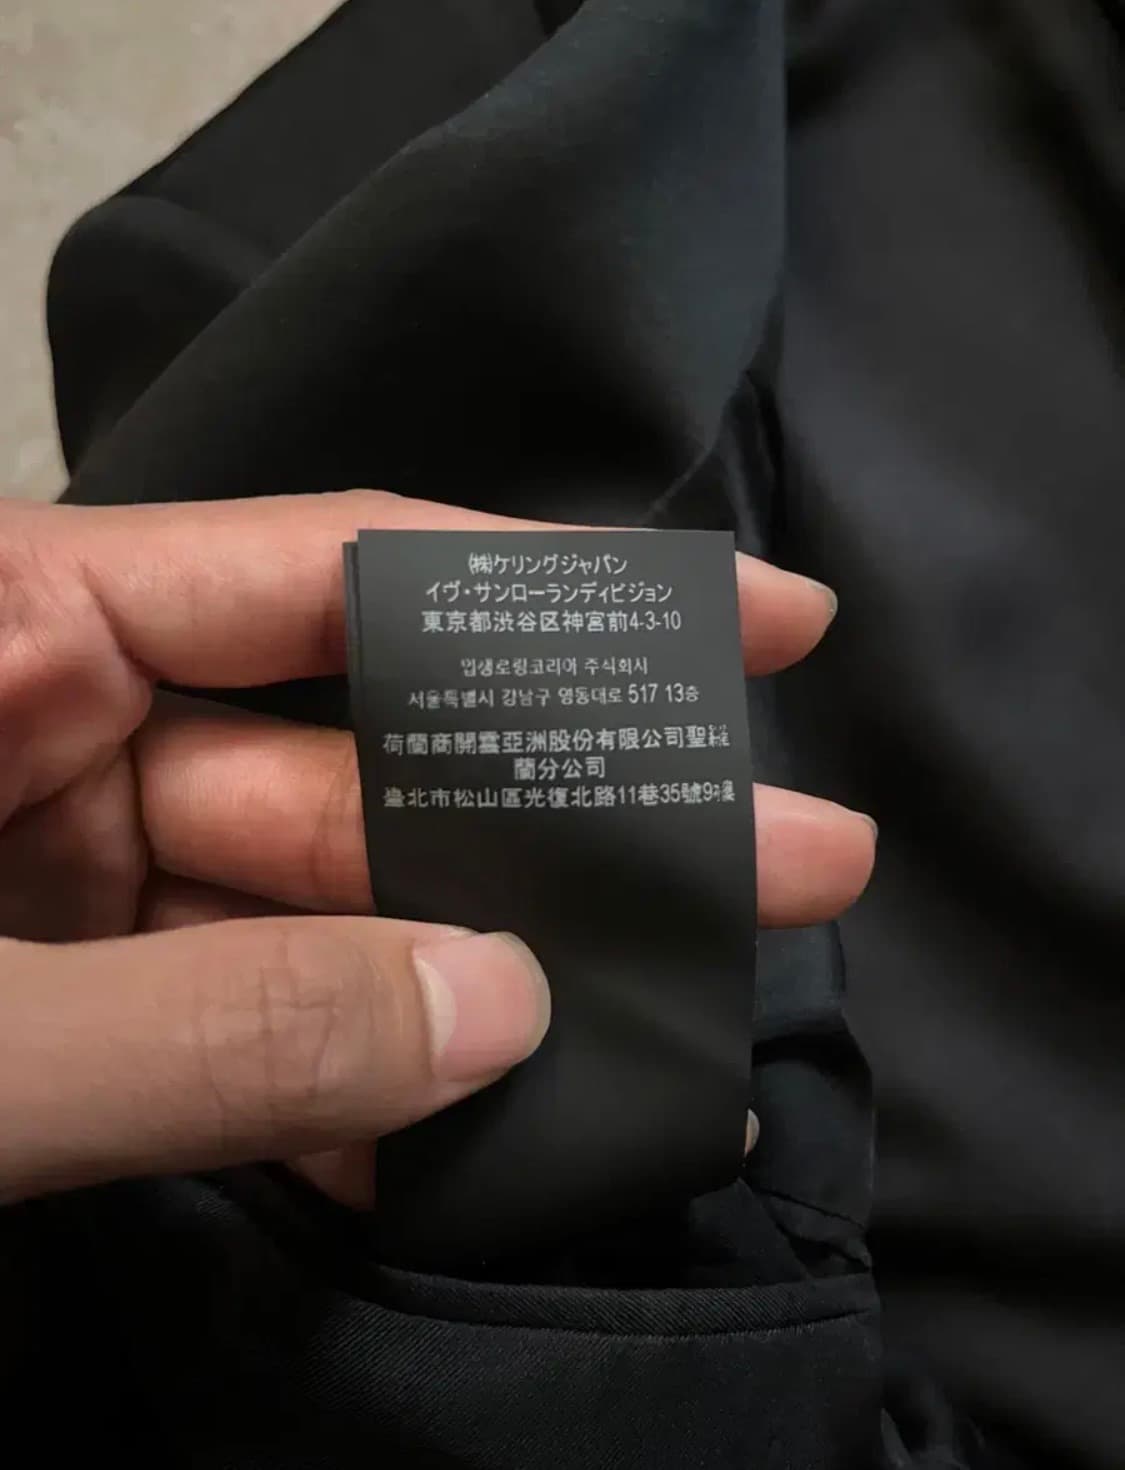 ㈱ケリングジャパン
イヴ・サンローランディビジョン
東京都渋谷区神宮前4-3-10
입생로랑코리아 주식회사
서울특별시 강남구 영동대로 517 13층
荷蘭商開雲亞洲股份有限公司聖羅
蘭分公司
臺北市松山區光復北路11巷35號9樓